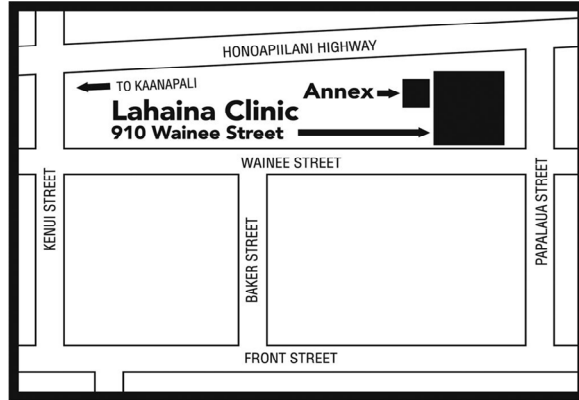 HONOAPIILANI HIGHWAY
TO KAANAPALI
Annex
Lahaina Clinic
910 Wainee Street
WAINEE STREET
KENUI STREET
BAKER STREET
PAPALAUA STREET
FRONT STREET